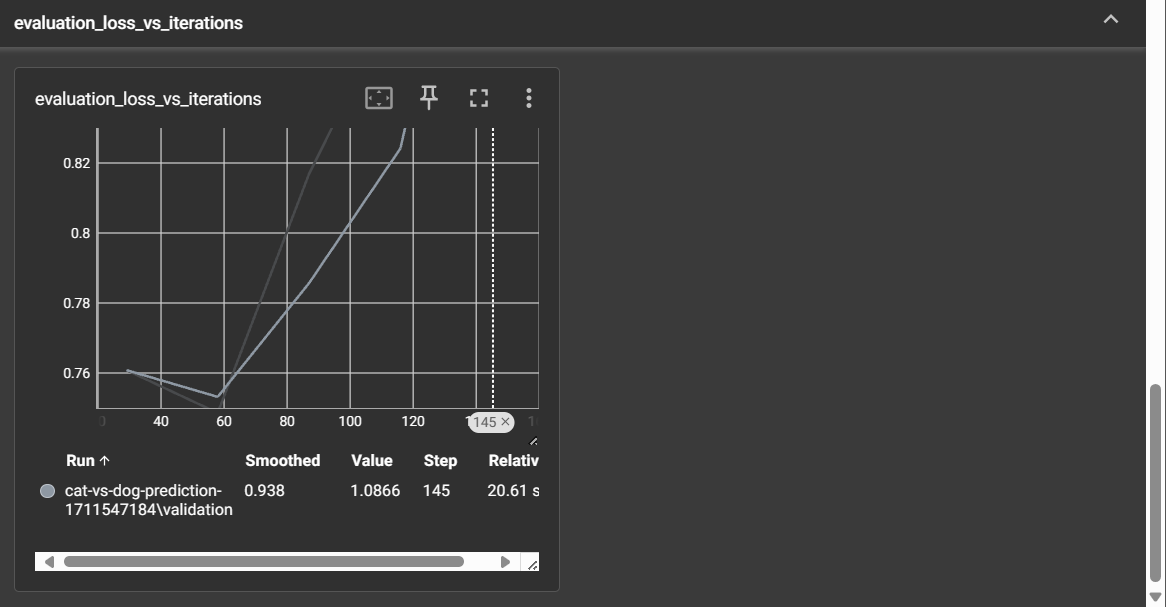 evaluation_loss_vs_iterations
evaluation_loss_vs_iterations
0.82
0.8
0.78
0.76
40 60 80 100 120 145 ×
Run ↑ Smoothed Value Step Relativ
cat-vs-dog-prediction-1711547184\validation 0.938 1.0866 145 20.61 s